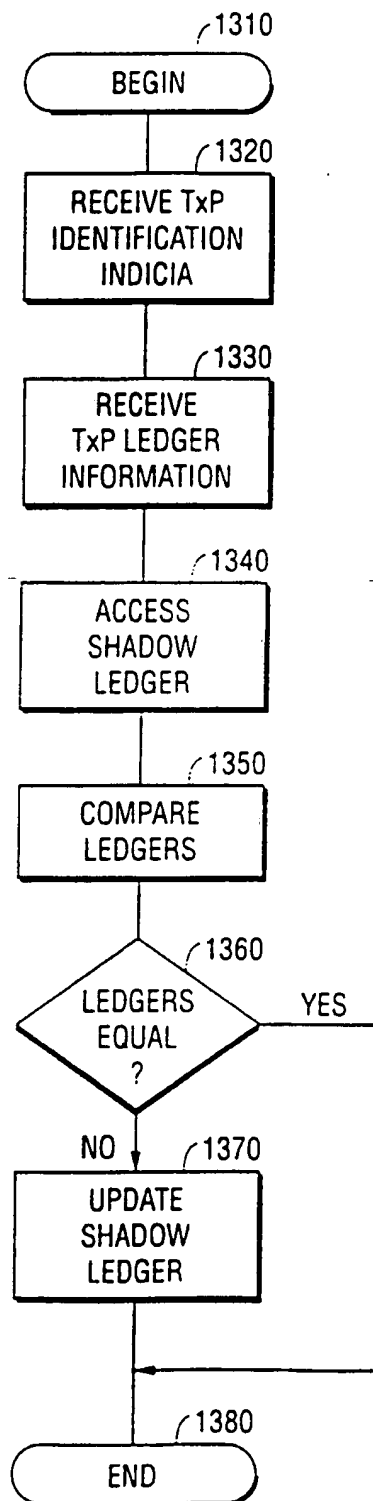 1310
BEGIN
1320
RECEIVE TxP
IDENTIFICATION
INDICIA
1330
RECEIVE
TxP LEDGER
INFORMATION
1340
ACCESS
SHADOW
LEDGER
1350
COMPARE
LEDGERS
1360
LEDGERS
EQUAL
?
YES
NO
1370
UPDATE
SHADOW
LEDGER
1380
END